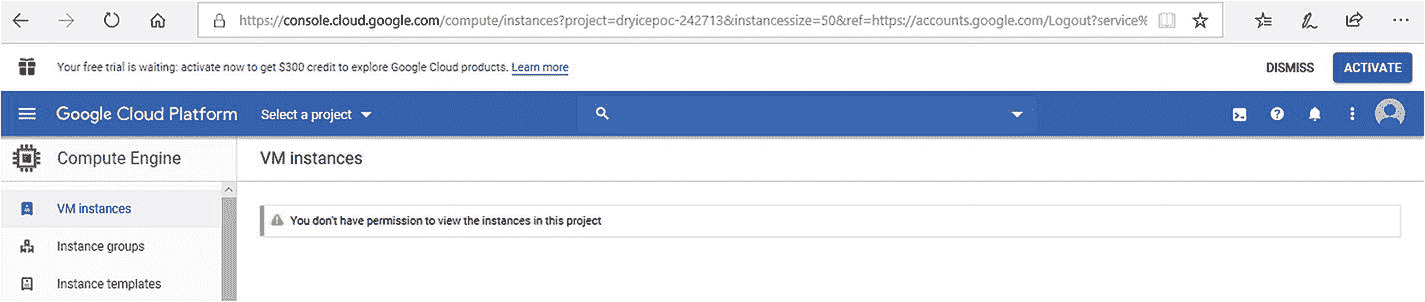 https://console.cloud.google.com/compute/instances?project=dryicepoc-242713&instancessize=50&ref=https://accounts.google.com/Logout?service%
Your free trial is waiting: activate now to get $300 credit to explore Google Cloud products. Learn more
DISMISS
ACTIVATE
Google Cloud Platform
Select a project
Compute Engine
VM instances
VM instances
You don't have permission to view the instances in this project
Instance groups
Instance templates